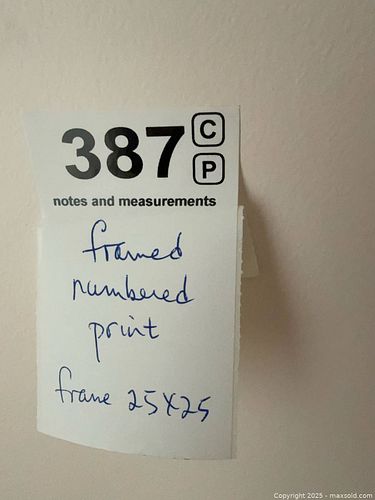 387 C
P
notes and measurements
framed
numbered
print
frame 25X25
Copyright 2025 - maxsold.com